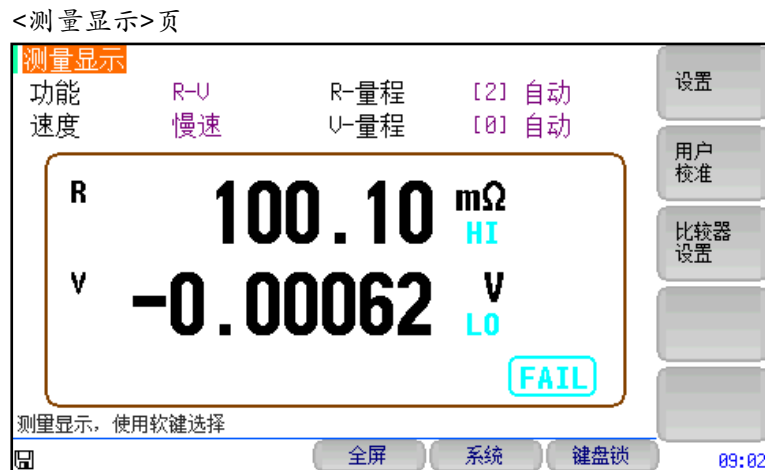 <测量显示>页
测量显示
功能 R-V R-量程 [2] 自动
速度 慢速 V-量程 [0] 自动
R 100.10 mΩ
HI
V -0.00062 V
LO
FAIL
测量显示，使用软键选择
全屏 系统 键盘锁 09:02
设置
用户
校准
比较器
设置